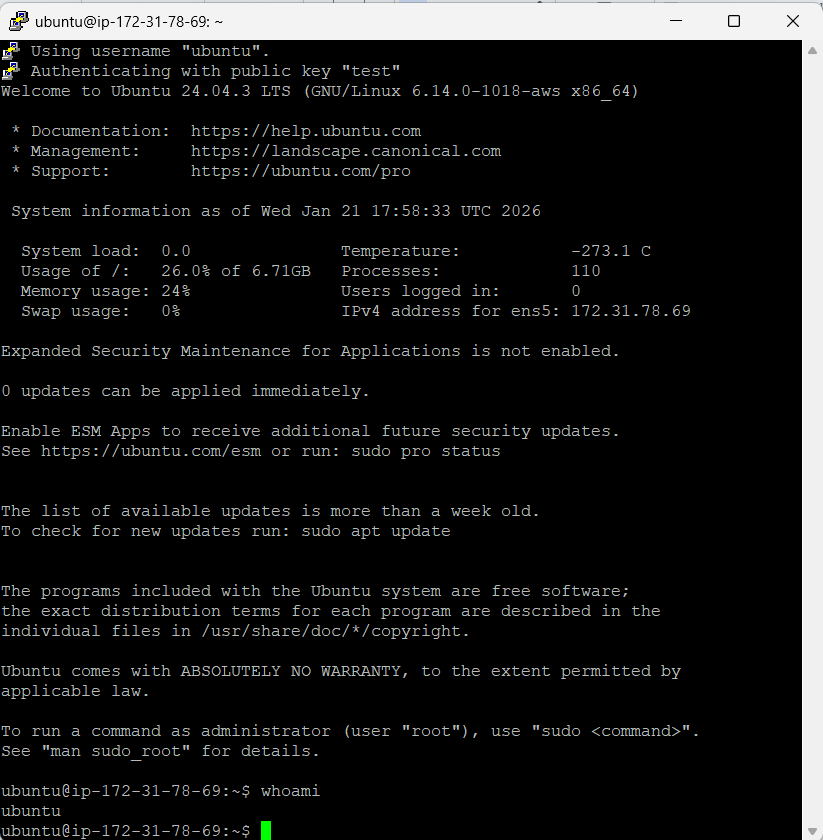 ubuntu@ip-172-31-78-69: ~
Using username "ubuntu".
Authenticating with public key "test"
Welcome to Ubuntu 24.04.3 LTS (GNU/Linux 6.14.0-1018-aws x86_64)
* Documentation:  https://help.ubuntu.com
* Management:     https://landscape.canonical.com
* Support:        https://ubuntu.com/pro
System information as of Wed Jan 21 17:58:33 UTC 2026
System load:  0.0               Temperature:           -273.1 C
Usage of /:   26.0% of 6.71GB   Processes:             110
Memory usage: 24%               Users logged in:       0
Swap usage:   0%                IPv4 address for ens5: 172.31.78.69
Expanded Security Maintenance for Applications is not enabled.
0 updates can be applied immediately.
Enable ESM Apps to receive additional future security updates.
See https://ubuntu.com/esm or run: sudo pro status
The list of available updates is more than a week old.
To check for new updates run: sudo apt update
The programs included with the Ubuntu system are free software;
the exact distribution terms for each program are described in the
individual files in /usr/share/doc/*/copyright.
Ubuntu comes with ABSOLUTELY NO WARRANTY, to the extent permitted by
applicable law.
To run a command as administrator (user "root"), use "sudo <command>".
See "man sudo_root" for details.
ubuntu@ip-172-31-78-69:~$ whoami
ubuntu
ubuntu@ip-172-31-78-69:~$